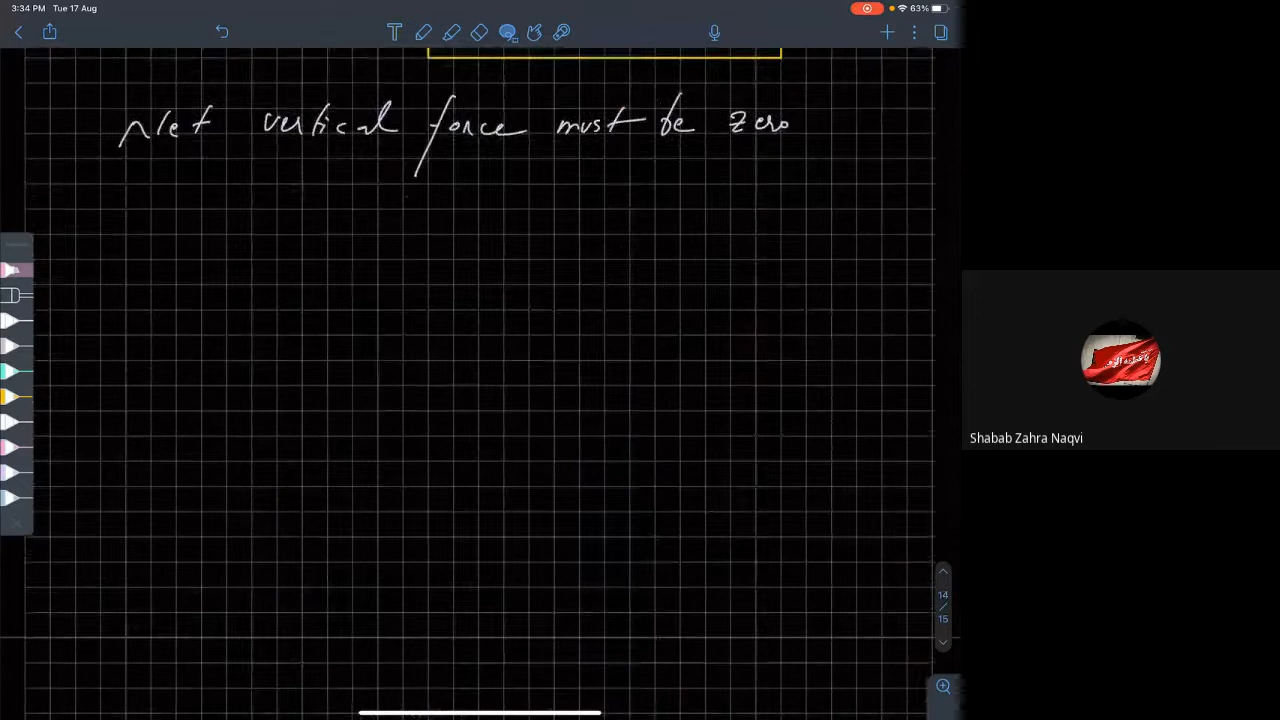 3:34 PM Tue 17 Aug
63%
Net vertical force must be zero
14
/
15
Shabab Zahra Naqvi